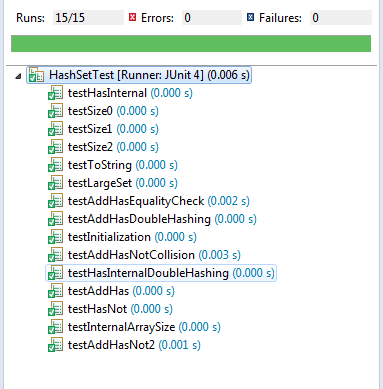 Runs: 15/15 Errors: 0 Failures: 0
HashSetTest [Runner: JUnit 4] (0.006 s)
testHasInternal (0.000 s)
testSize0 (0.000 s)
testSize1 (0.000 s)
testSize2 (0.000 s)
testToString (0.000 s)
testLargeSet (0.000 s)
testAddHasEqualityCheck (0.002 s)
testAddHasDoubleHashing (0.000 s)
testInitialization (0.000 s)
testAddHasNotCollision (0.003 s)
testHasInternalDoubleHashing (0.000 s)
testAddHas (0.000 s)
testHasNot (0.000 s)
testInternalArraySize (0.000 s)
testAddHasNot2 (0.001 s)